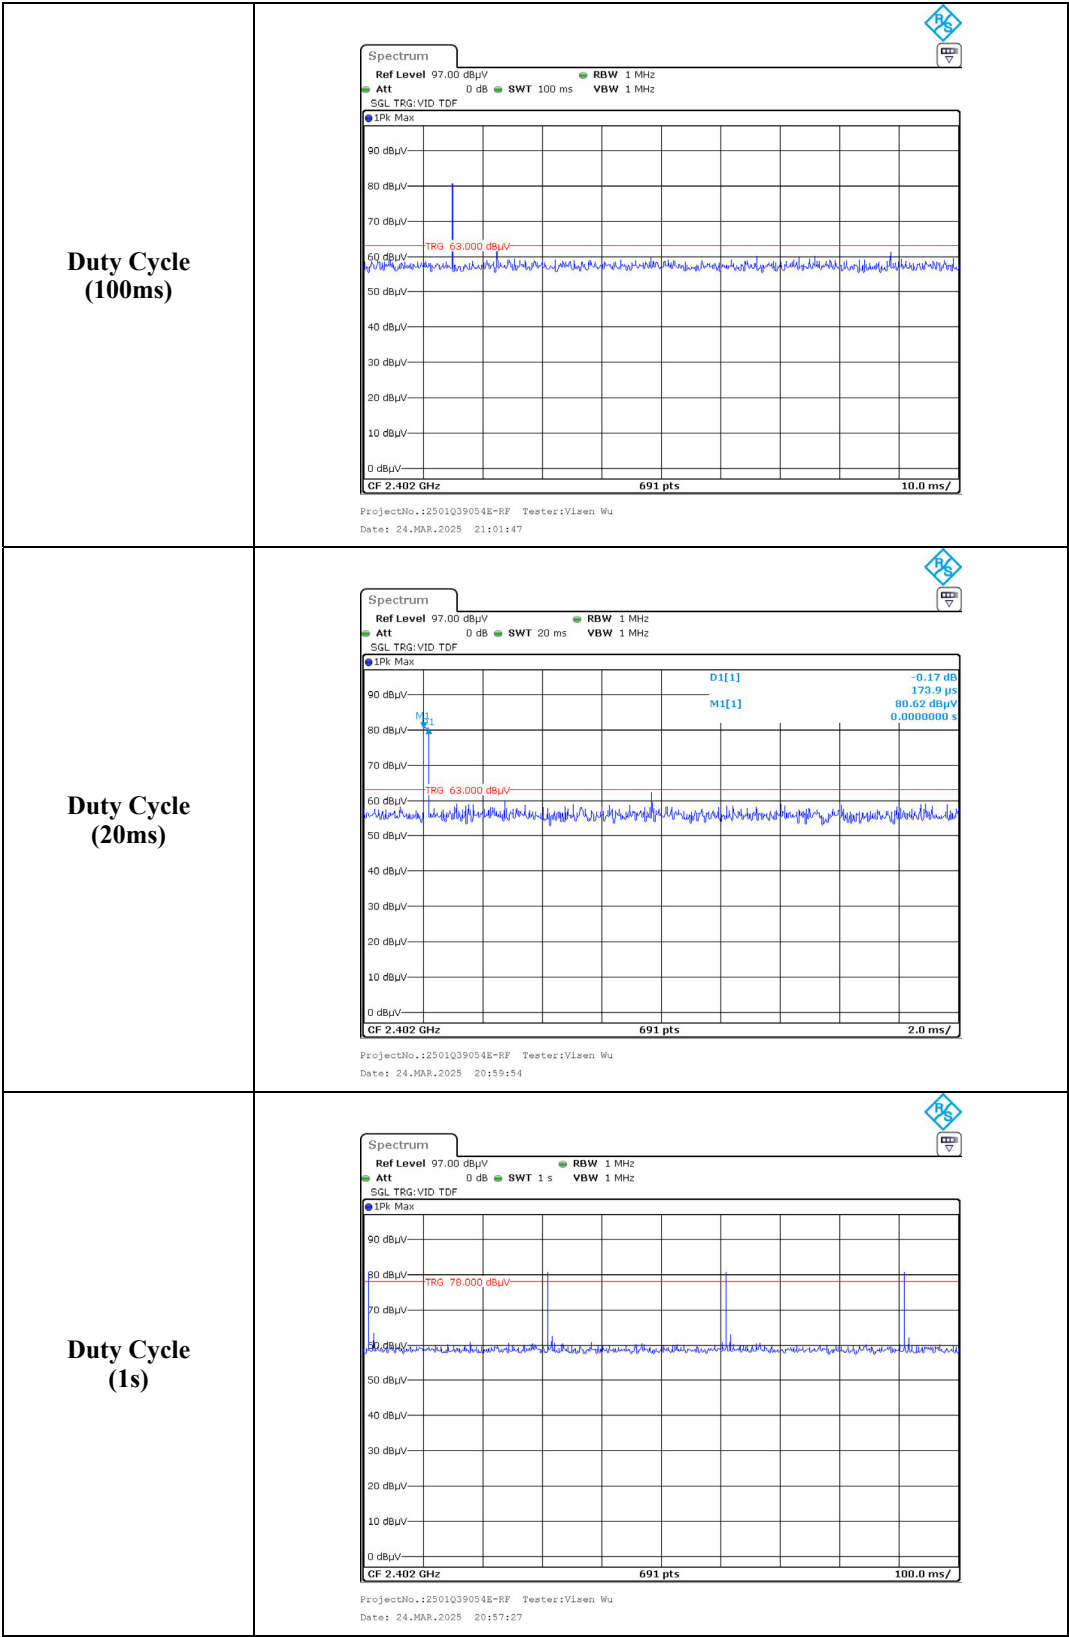 Duty Cycle
(100ms)
R&S
Spectrum
Ref Level 97.00 dBµV RBW 1 MHz
Att 0 dB SWT 100 ms VBW 1 MHz
SGL TRG:VID TDF
1Pk Max
90 dBµV
80 dBµV
70 dBµV
TRG 63.000 dBµV
60 dBµV
50 dBµV
40 dBµV
30 dBµV
20 dBµV
10 dBµV
0 dBµV
CF 2.402 GHz 691 pts 10.0 ms/
ProjectNo.:2501Q39054E-RF Tester:Visen Wu
Date: 24.MAR.2025 21:01:47
Duty Cycle
(20ms)
R&S
Spectrum
Ref Level 97.00 dBµV RBW 1 MHz
Att 0 dB SWT 20 ms VBW 1 MHz
SGL TRG:VID TDF
1Pk Max
D1[1] -0.17 dB
173.9 µs
M1[1] 80.62 dBµV
0.0000000 s
90 dBµV
M1
80 dBµV
70 dBµV
TRG 63.000 dBµV
60 dBµV
50 dBµV
40 dBµV
30 dBµV
20 dBµV
10 dBµV
0 dBµV
CF 2.402 GHz 691 pts 2.0 ms/
ProjectNo.:2501Q39054E-RF Tester:Visen Wu
Date: 24.MAR.2025 20:59:54
Duty Cycle
(1s)
R&S
Spectrum
Ref Level 97.00 dBµV RBW 1 MHz
Att 0 dB SWT 1 s VBW 1 MHz
SGL TRG:VID TDF
1Pk Max
90 dBµV
80 dBµV
TRG 78.000 dBµV
70 dBµV
60 dBµV
50 dBµV
40 dBµV
30 dBµV
20 dBµV
10 dBµV
0 dBµV
CF 2.402 GHz 691 pts 100.0 ms/
ProjectNo.:2501Q39054E-RF Tester:Visen Wu
Date: 24.MAR.2025 20:57:27